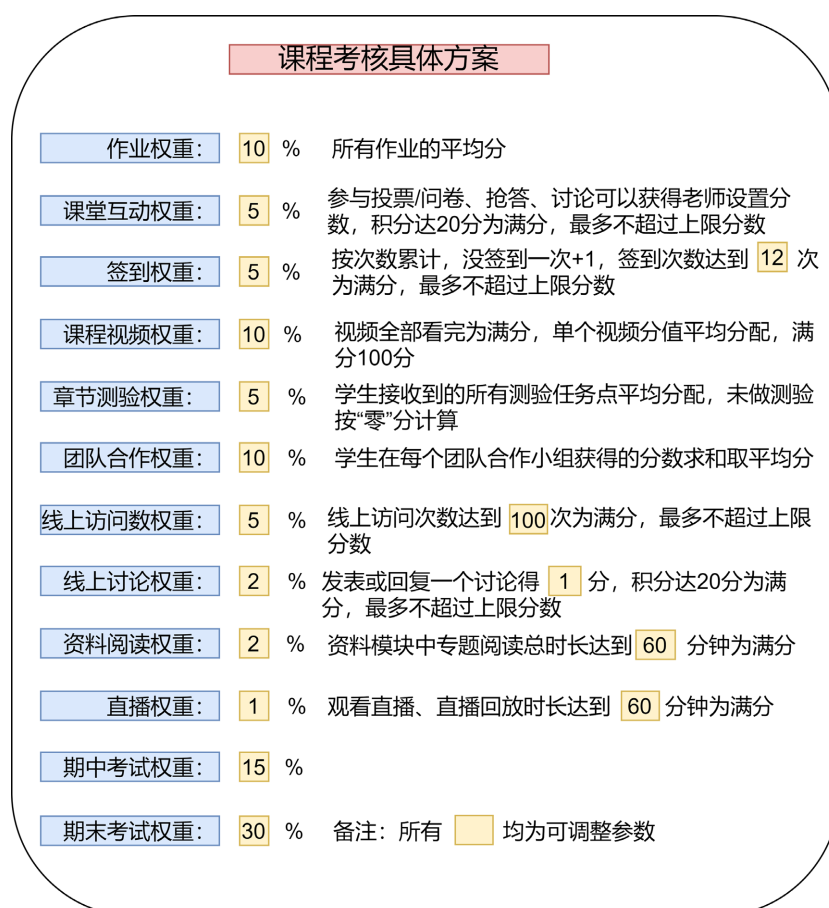 课程考核具体方案
作业权重： 10 % 所有作业的平均分
课堂互动权重： 5 % 参与投票/问卷、抢答、讨论可以获得老师设置分
数，积分达20分为满分，最多不超过上限分数
签到权重： 5 % 按次数累计，没签到一次+1，签到次数达到 12 次
为满分，最多不超过上限分数
课程视频权重： 10 % 视频全部看完为满分，单个视频分值平均分配，满
分100分
章节测验权重： 5 % 学生接收到的所有测验任务点平均分配，未做测验
按“零”分计算
团队合作权重： 10 % 学生在每个团队合作小组获得的分数求和取平均分
线上访问数权重： 5 % 线上访问次数达到 100 次为满分，最多不超过上限
分数
线上讨论权重： 2 % 发表或回复一个讨论得 1 分，积分达20分为满
分，最多不超过上限分数
资料阅读权重： 2 % 资料模块中专题阅读总时长达到 60 分钟为满分
直播权重： 1 % 观看直播、直播回放时长达到 60 分钟为满分
期中考试权重： 15 %
期末考试权重： 30 % 备注：所有 均为可调整参数